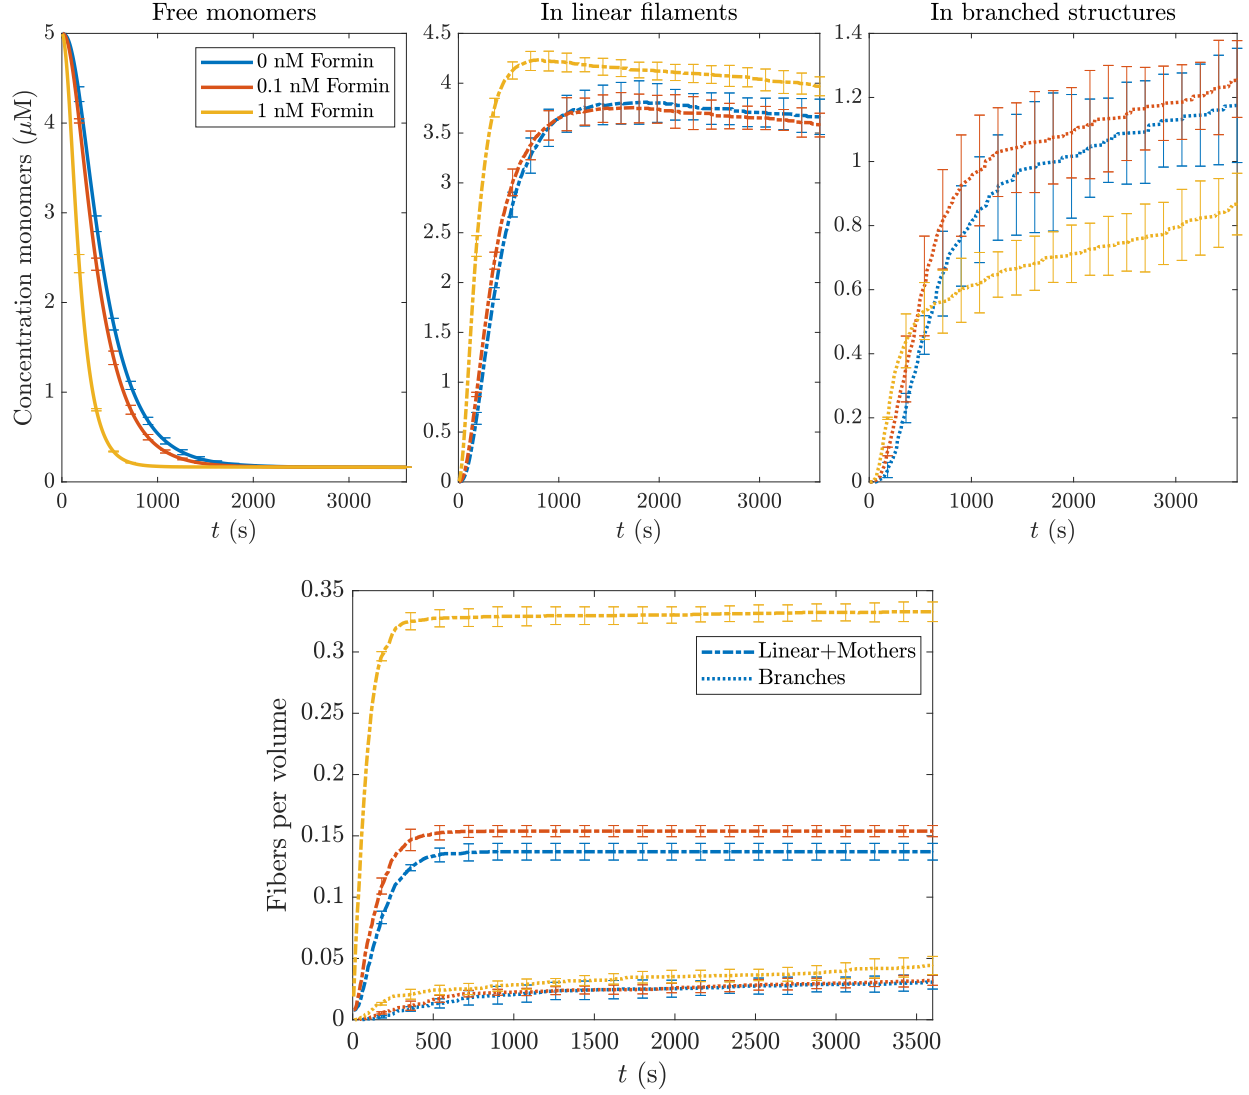 Free monomers
In linear filaments
In branched structures
Concentration monomers (μM)
5
4
3
2
1
0
0 nM Formin
0.1 nM Formin
1 nM Formin
0 1000 2000 3000
t (s)
4.5
4
3.5
3
2.5
2
1.5
1
0.5
0
0 1000 2000 3000
t (s)
1.4
1.2
1
0.8
0.6
0.4
0.2
0
0 1000 2000 3000
t (s)
Fibers per volume
0.35
0.3
0.25
0.2
0.15
0.1
0.05
0
Linear+Mothers
Branches
0 500 1000 1500 2000 2500 3000 3500
t (s)